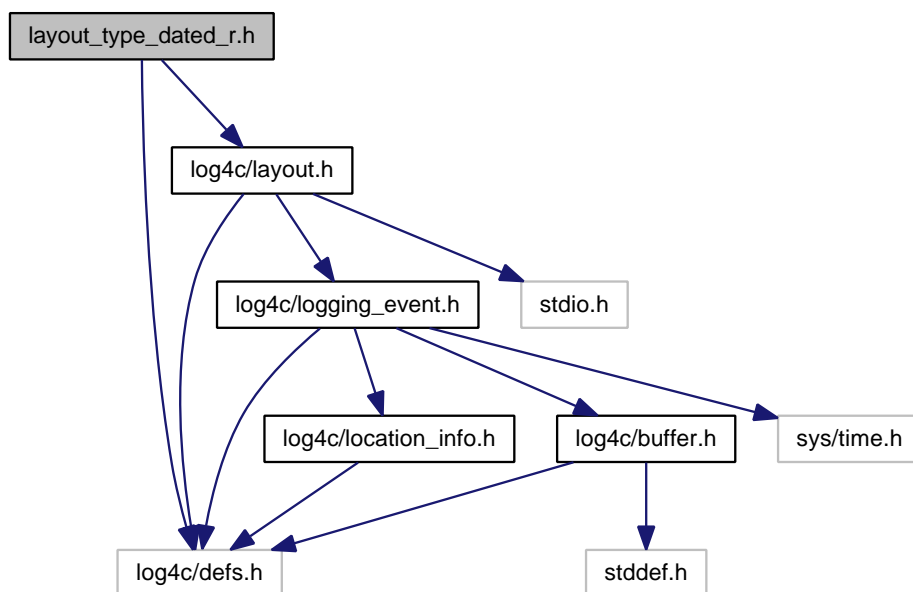 layout_type_dated_r.h
log4c/layout.h
log4c/logging_event.h
stdio.h
log4c/location_info.h
log4c/buffer.h
sys/time.h
log4c/defs.h
stddef.h